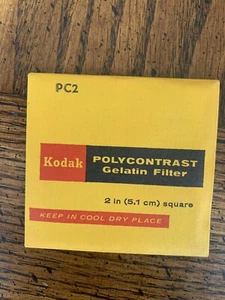 PC2
Kodak
POLYCONTRAST
Gelatin Filter
2 in (5.1 cm) square
KEEP IN COOL DRY PLACE